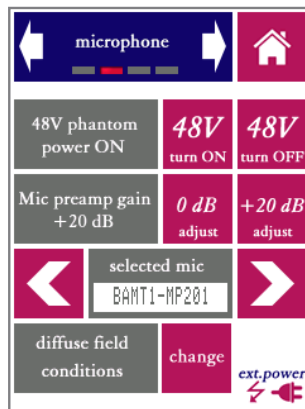 microphone
48V phantom
power ON
48V
turn ON
48V
turn OFF
Mic preamp gain
+20 dB
0 dB
adjust
+20 dB
adjust
selected mic
BAMT1-MP201
diffuse field
conditions
change
ext.power